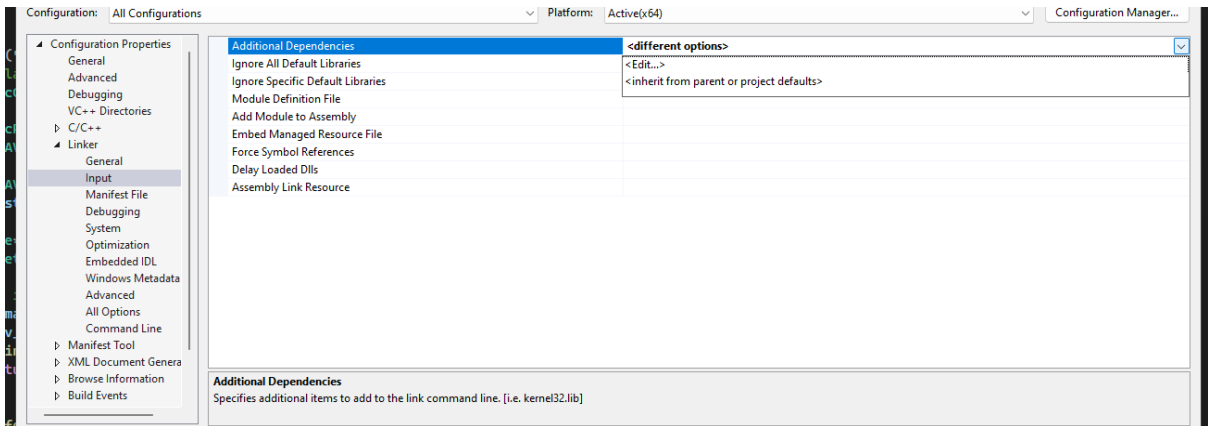 Configuration: All Configurations Platform: Active(x64) Configuration Manager...
Configuration Properties
General
Advanced
Debugging
VC++ Directories
C/C++
Linker
General
Input
Manifest File
Debugging
System
Optimization
Embedded IDL
Windows Metadata
Advanced
All Options
Command Line
Manifest Tool
XML Document Genera
Browse Information
Build Events
Additional Dependencies <different options>
Ignore All Default Libraries <Edit...>
Ignore Specific Default Libraries <inherit from parent or project defaults>
Module Definition File
Add Module to Assembly
Embed Managed Resource File
Force Symbol References
Delay Loaded Dlls
Assembly Link Resource
Additional Dependencies
Specifies additional items to add to the link command line. [i.e. kernel32.lib]